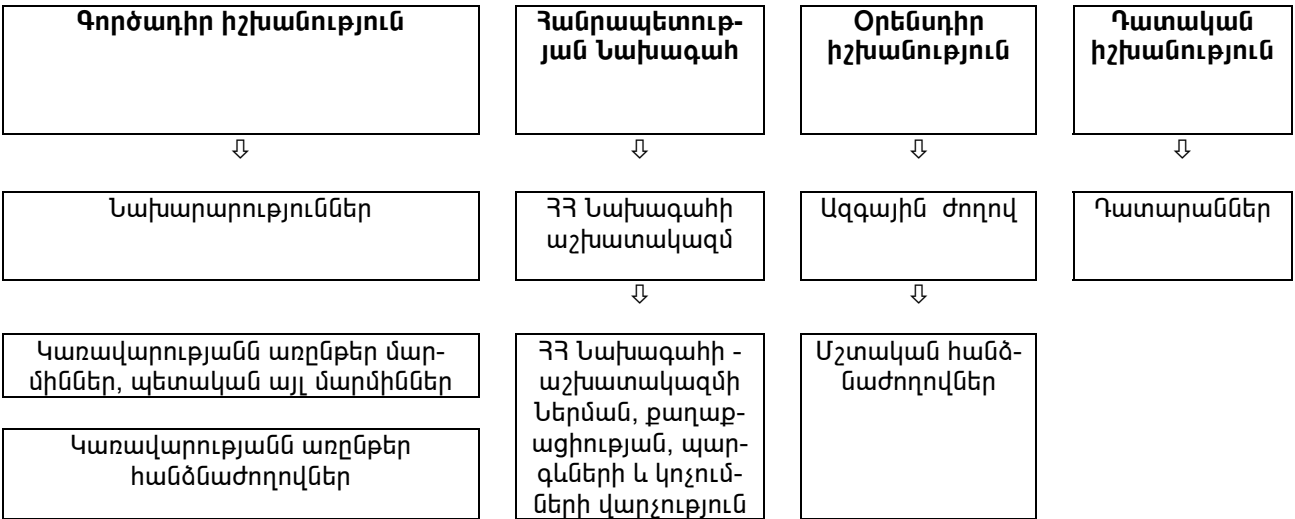 Գործադիր իշխանություն
Հանրապետութ-
յան Նախագահ
Օրենսդիր
իշխանություն
Դատական
իշխանություն
⇩ ⇩ ⇩ ⇩
Նախարարություններ
ՀՀ Նախագահի
աշխատակազմ
Ազգային ժողով
Դատարաններ
⇩ ⇩
Կառավարությանն առընթեր մար-
միններ, պետական այլ մարմիններ
Կառավարությանն առընթեր
հանձնաժողովներ
ՀՀ Նախագահի -
աշխատակազմի
Ներման, քաղաք-
ացիության, պար-
գևների և կոչում-
ների վարչություն
Մշտական հանձ-
նաժողովներ